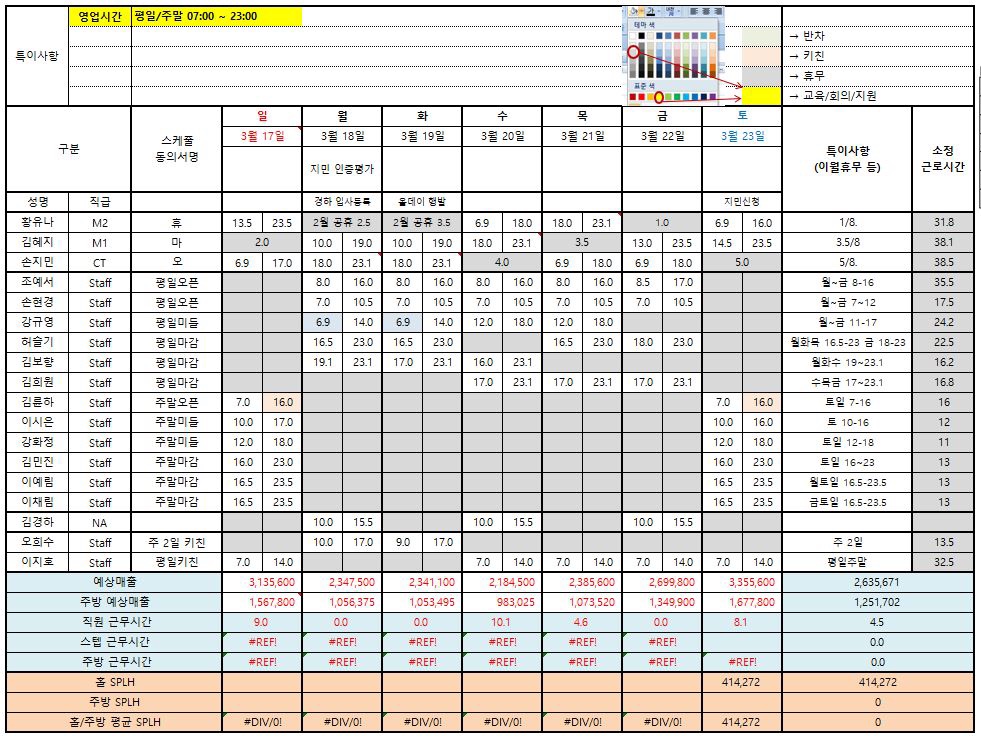 영업시간 평일/주말 07:00 ~ 23:00
테마 색
특이사항
→ 반차
→ 키친
→ 휴무
표준 색
→ 교육/회의/지원
구분 스케줄 동의서명 일 월 화 수 목 금 토 특이사항 (이월휴무 등) 소정 근로시간
3월 17일 3월 18일 3월 19일 3월 20일 3월 21일 3월 22일 3월 23일
지민 인증평가
성명 직급 경하 입사등록 올데이 행발 지민신청
황유나 M2 휴 13.5 23.5 2월 공휴 2.5 2월 공휴 3.5 6.9 18.0 18.0 23.1 1.0 6.9 16.0 1/8. 31.8
김혜지 M1 마 2.0 10.0 19.0 10.0 19.0 18.0 23.1 3.5 13.0 23.5 14.5 23.5 3.5/8 38.1
손지민 CT 오 6.9 17.0 18.0 23.1 18.0 23.1 4.0 6.9 18.0 6.9 18.0 5.0 5/8. 38.5
조예서 Staff 평일오픈 8.0 16.0 8.0 16.0 8.0 16.0 8.0 16.0 8.5 17.0 월~금 8-16 35.5
손현경 Staff 평일오픈 7.0 10.5 7.0 10.5 7.0 10.5 7.0 10.5 7.0 10.5 월~금 7~12 17.5
강규영 Staff 평일미들 6.9 14.0 6.9 14.0 12.0 18.0 12.0 18.0 월~금 11-17 24.2
허슬기 Staff 평일마감 16.5 23.0 16.5 23.0 16.5 23.0 18.0 23.0 월화목 16.5-23 금 18-23 22.5
김보향 Staff 평일마감 19.1 23.1 17.0 23.1 16.0 23.1 월화수 19~23.1 16.2
김희원 Staff 평일마감 17.0 23.1 17.0 23.1 17.0 23.1 수목금 17~23.1 16.8
김륜하 Staff 주말오픈 7.0 16.0 7.0 16.0 토일 7-16 16
이시은 Staff 주말미들 10.0 17.0 10.0 16.0 토 10-16 12
강화정 Staff 주말미들 12.0 18.0 12.0 18.0 토일 12-18 11
김민진 Staff 주말마감 16.0 23.0 16.0 23.0 토일 16~23 13
이예림 Staff 주말마감 16.5 23.5 16.5 23.5 월토일 16.5-23.5 13
이채림 Staff 주말마감 16.5 23.5 16.5 23.5 금토일 16.5-23.5 13
김경하 NA 10.0 15.5 10.0 15.5 10.0 15.5
오희수 Staff 주 2일 키친 10.0 17.0 9.0 17.0 주 2일 13.5
이지호 Staff 평일키친 7.0 14.0 7.0 14.0 7.0 14.0 7.0 14.0 7.0 14.0 평일주말 32.5
예상매출 3,135,600 2,347,500 2,341,100 2,184,500 2,385,600 2,699,800 3,355,600 2,635,671
주방 예상매출 1,567,800 1,056,375 1,053,495 983,025 1,073,520 1,349,900 1,677,800 1,251,702
직원 근무시간 9.0 0.0 0.0 10.1 4.6 0.0 8.1 4.5
스텝 근무시간 #REF! #REF! #REF! #REF! #REF! #REF! 0.0
주방 근무시간 #REF! #REF! #REF! #REF! #REF! #REF! #REF! 0.0
홀 SPLH 414,272 414,272
주방 SPLH 0
홀/주방 평균 SPLH #DIV/0! #DIV/0! #DIV/0! #DIV/0! #DIV/0! #DIV/0! 414,272 0